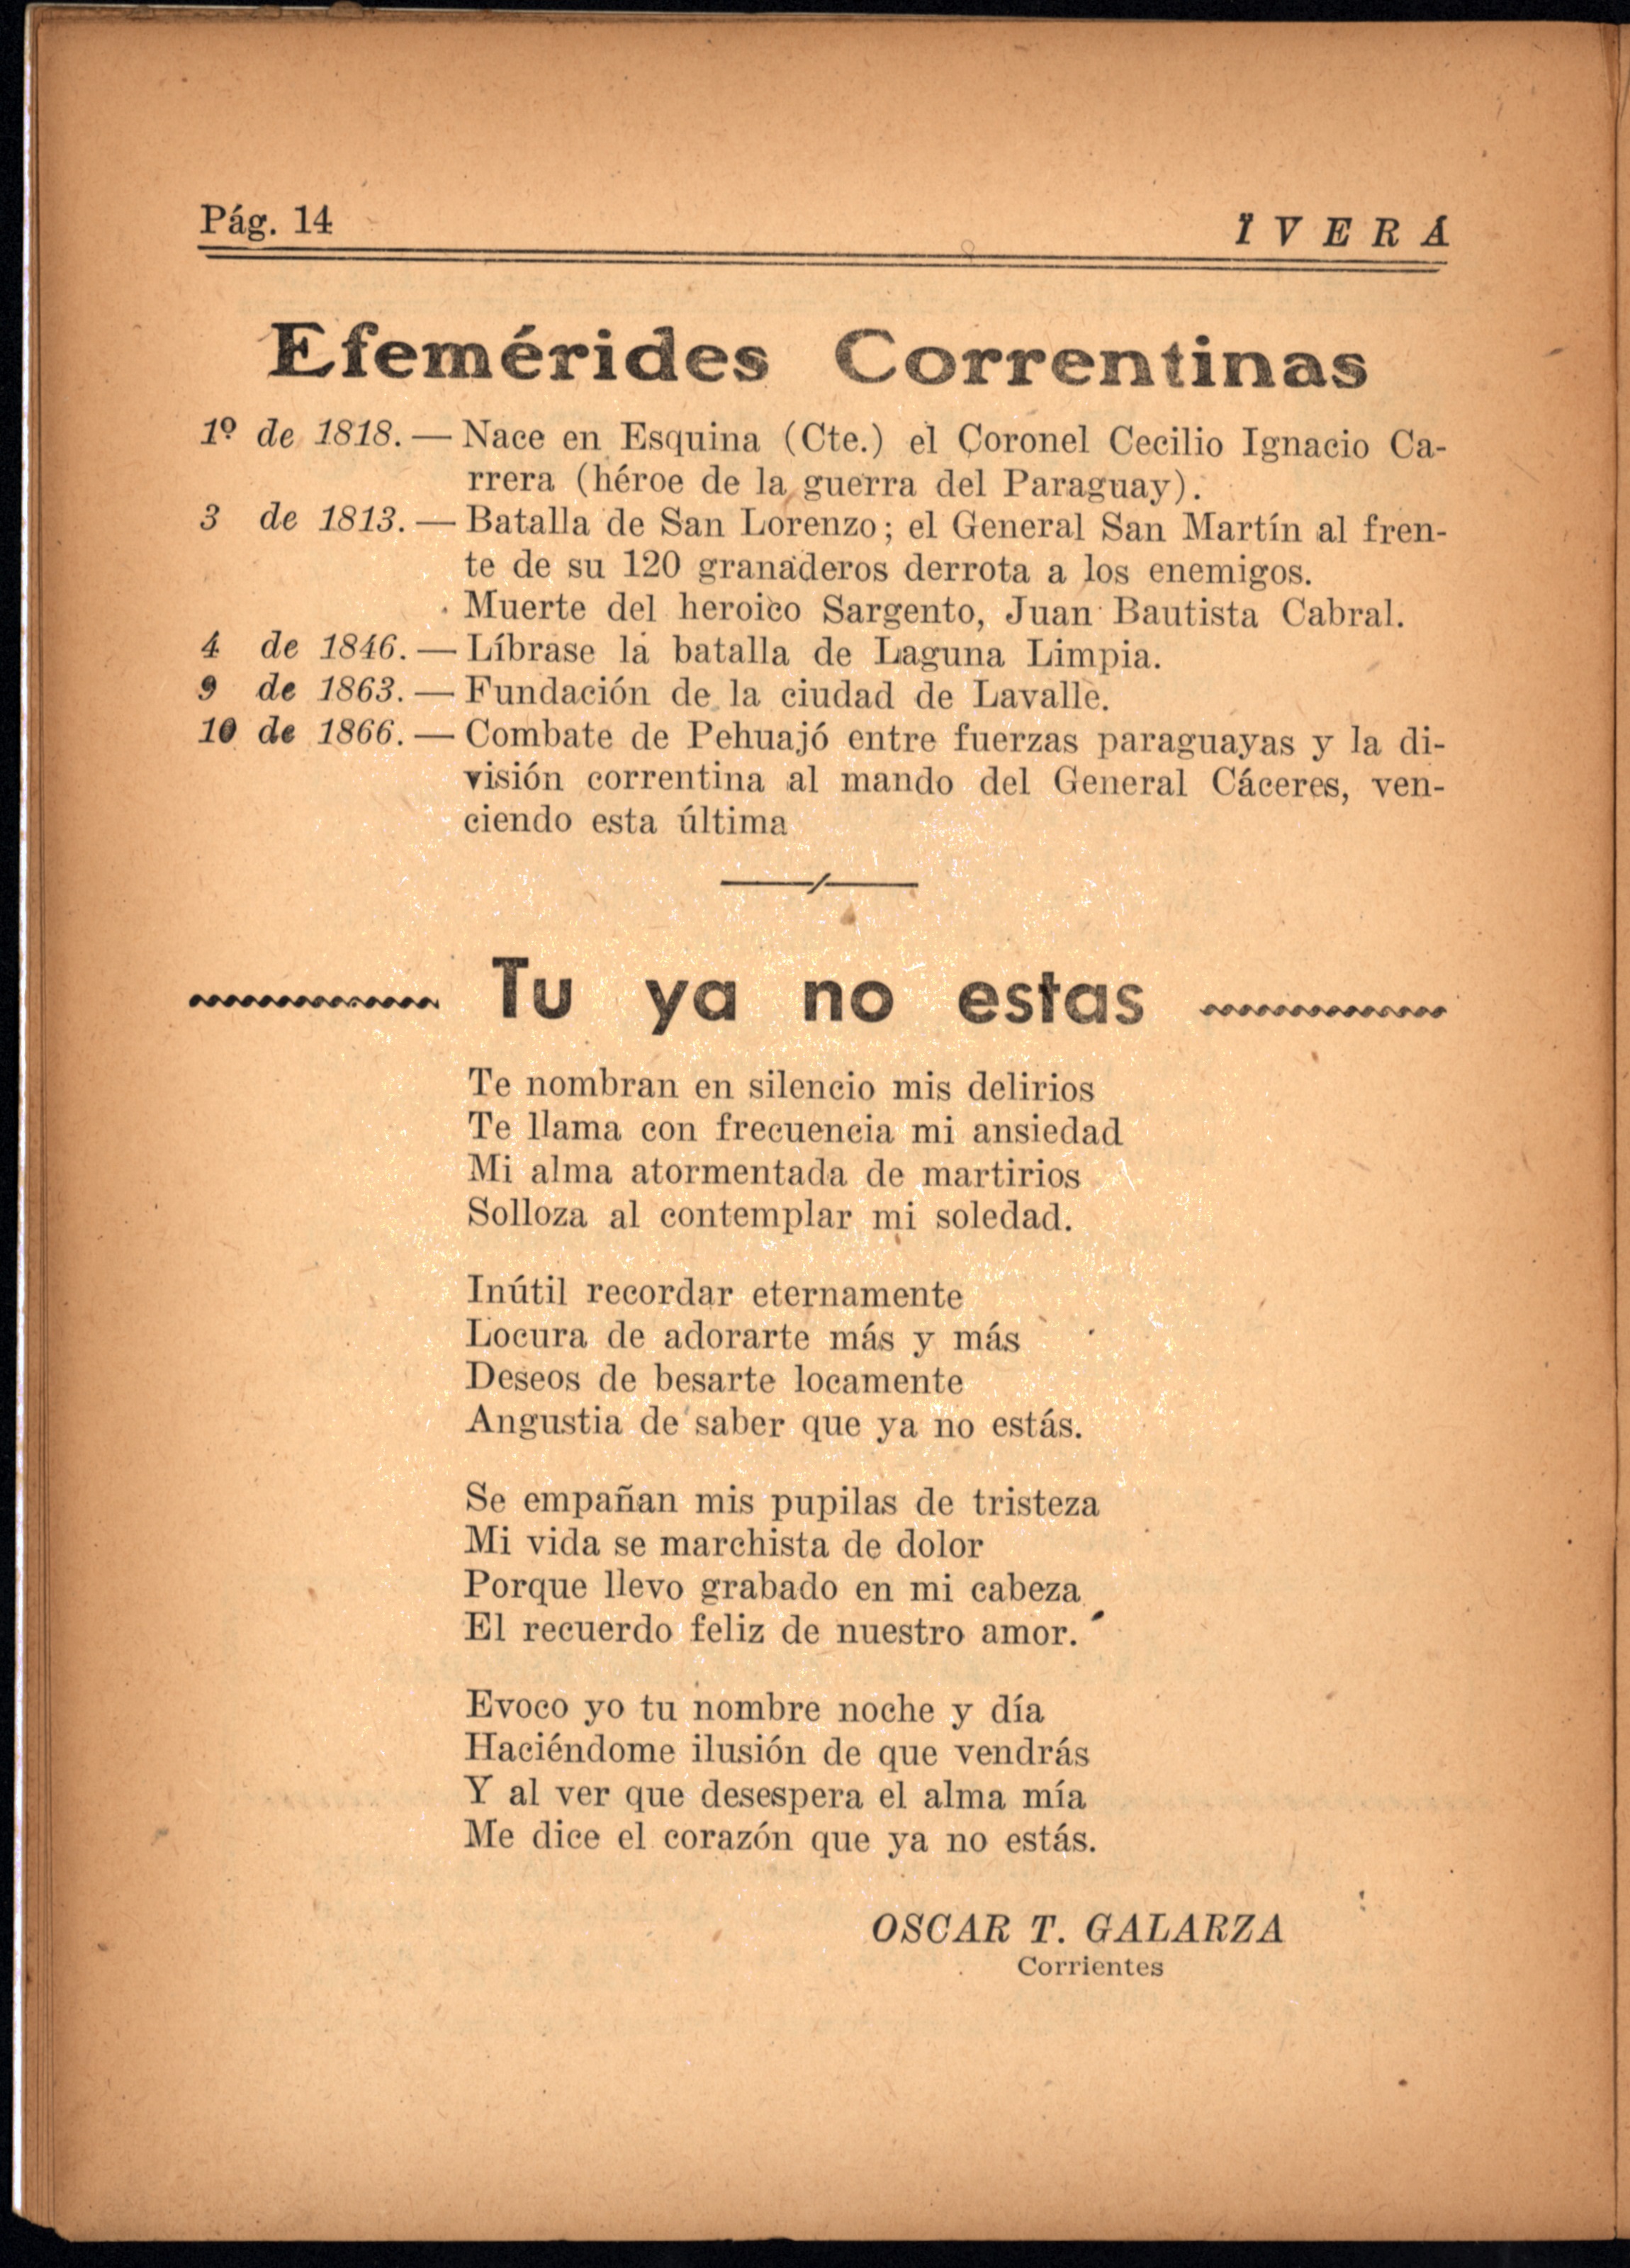 Pág. 14
IVERÁ
Efemérides Correntinas
1º de 1818. — Nace en Esquina (Cte.) el Coronel Cecilio Ignacio Ca-
rrera (héroe de la guerra del Paraguay).
3 de 1813. — Batalla de San Lorenzo; el General San Martín al fren-
te de su 120 granaderos derrota a los enemigos.
Muerte del heroico Sargento, Juan Bautista Cabral.
4 de 1846. — Líbrase la batalla de Laguna Limpia.
9 de 1863. — Fundación de la ciudad de Lavalle.
10 de 1866. — Combate de Pehuajó entre fuerzas paraguayas y la di-
visión correntina al mando del General Cáceres, ven-
ciendo esta última
Tu ya no estas
Te nombran en silencio mis delirios
Te llama con frecuencia mi ansiedad
Mi alma atormentada de martirios
Solloza al contemplar mi soledad.
Inútil recordar eternamente
Locura de adorarte más y más
Deseos de besarte locamente
Angustia de saber que ya no estás.
Se empañan mis pupilas de tristeza
Mi vida se marchista de dolor
Porque llevo grabado en mi cabeza
El recuerdo feliz de nuestro amor.
Evoco yo tu nombre noche y día
Haciéndome ilusión de que vendrás
Y al ver que desespera el alma mía
Me dice el corazón que ya no estás.
OSCAR T. GALARZA
Corrientes